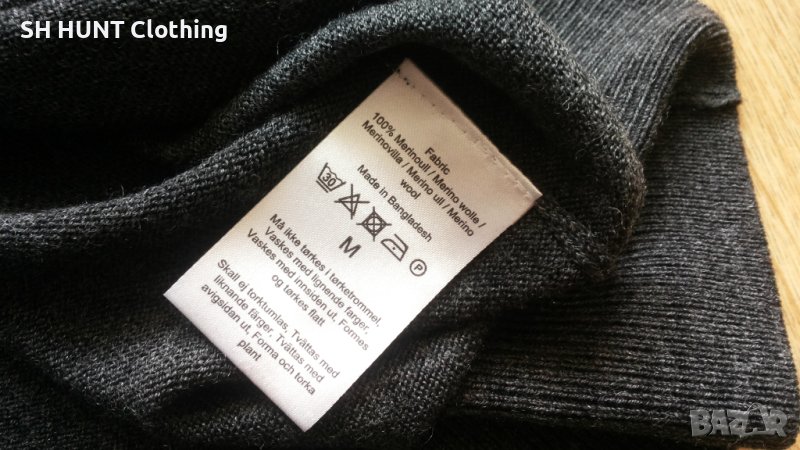 SH HUNT Clothing
Fabric
100% Merinoull / Merino wolle /
Merinovilla / Merino ull / Merino
wool
Made in Bangladesh
30
P
M
Må ikke tørkes i tørketrommel,
Vaskes med lignende farger,
Vaskes med innsiden ut, Formes
og tørkes flatt
Skall ej torktumlas, Tvättas med
liknande färger, Tvättas med
avigsidan ut, Forma och torka
plant
BAZAR